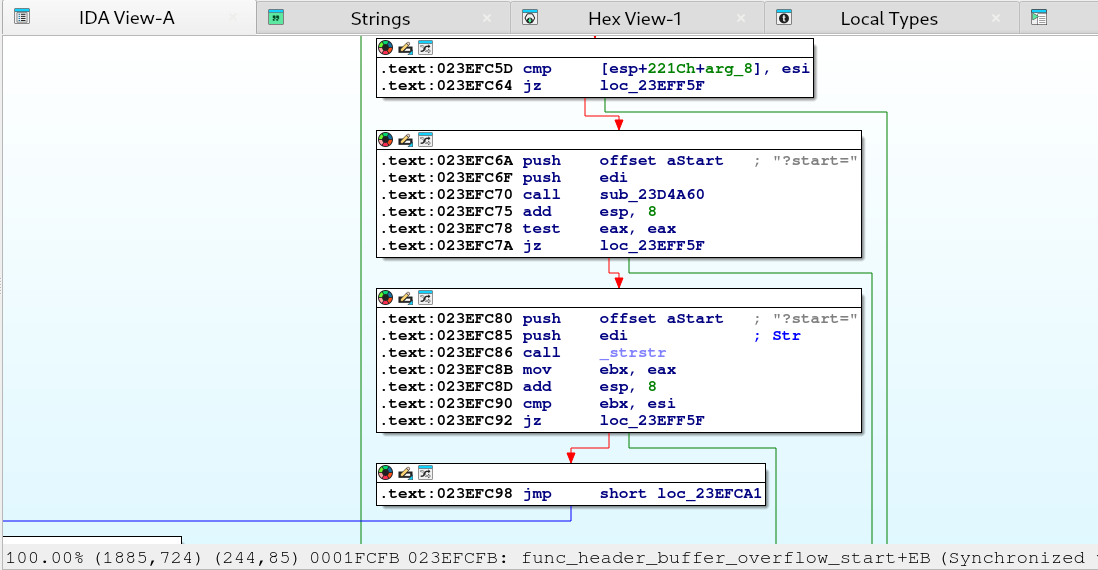 IDA View-A Strings Hex View-1 Local Types
.text:023EFC5D cmp [esp+221Ch+arg_8], esi
.text:023EFC64 jz loc_23EFF5F
.text:023EFC6A push offset aStart ; "?start="
.text:023EFC6F push edi
.text:023EFC70 call sub_23D4A60
.text:023EFC75 add esp, 8
.text:023EFC78 test eax, eax
.text:023EFC7A jz loc_23EFF5F
.text:023EFC80 push offset aStart ; "?start="
.text:023EFC85 push edi ; Str
.text:023EFC86 call _strstr
.text:023EFC8B mov ebx, eax
.text:023EFC8D add esp, 8
.text:023EFC90 cmp ebx, esi
.text:023EFC92 jz loc_23EFF5F
.text:023EFC98 jmp short loc_23EFCA1
100.00% (1885,724) (244,85) 0001FCFB 023EFCFB: func_header_buffer_overflow_start+EB (Synchronized